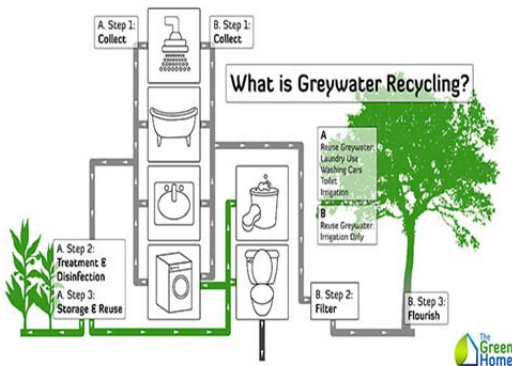 A. Step 1:
Collect
B. Step 1:
Collect
What is Greywater Recycling?
A
Reuse Greywater:
Laundry Use
Washing Cars
Toilet
Irrigation
B
Reuse Greywater:
Irrigation Only
A. Step 2:
Treatment &
Disinfection
A. Step 3:
Storage & Reuse
B. Step 2:
Filter
B. Step 3:
Flourish
The
Green
Home